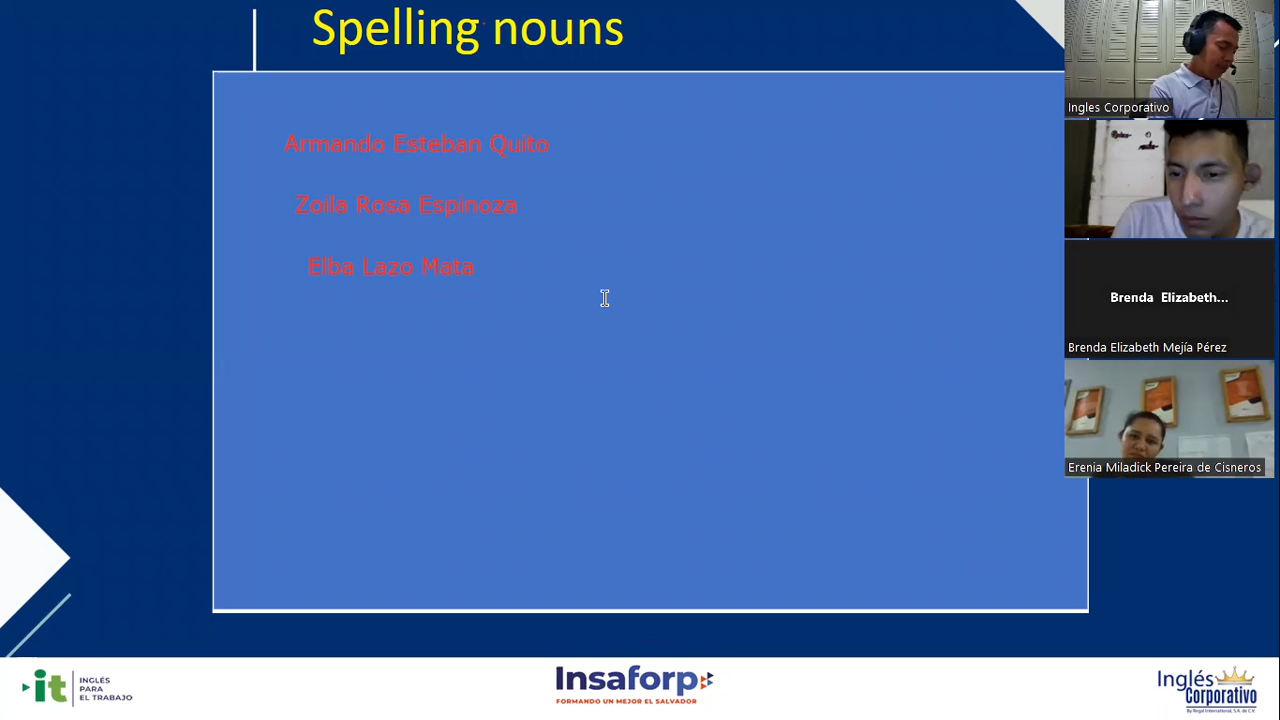 Spelling nouns
Armando Esteban Quito
Zoila Rosa Espinoza
Elba Lazo Mata
Ingles Corporativo
Brenda Elizabeth...
Brenda Elizabeth Mejía Pérez
Erenia Miladick Pereira de Cisneros
it
INGLÉS
PARA
EL TRABAJO
Insaforp
FORMANDO UN MEJOR EL SALVADOR
Inglés
Corporativo
By Regal International, S.A. de C.V.